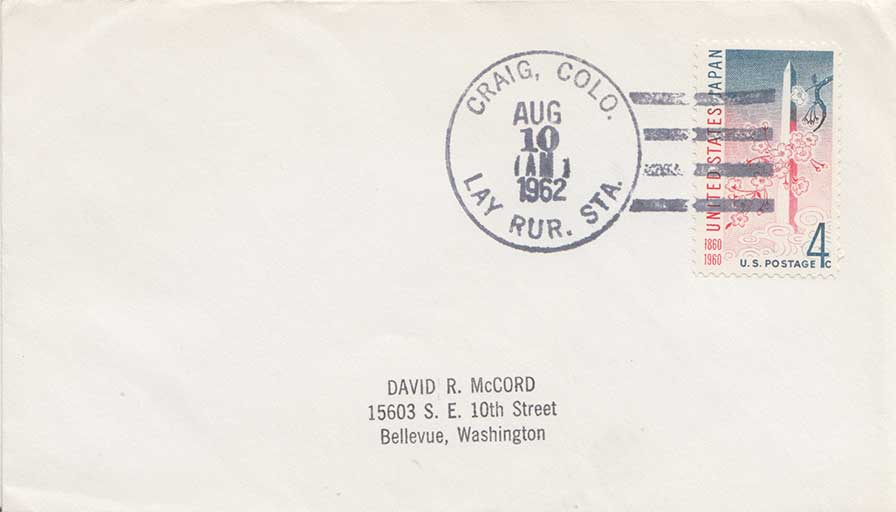 CRAIG, COLO.
AUG
10
(AM)
1962
LAY RUR. STA.
UNITED STATES JAPAN
1860
1960
U.S. POSTAGE 4c
DAVID R. McCORD
15603 S. E. 10th Street
Bellevue, Washington